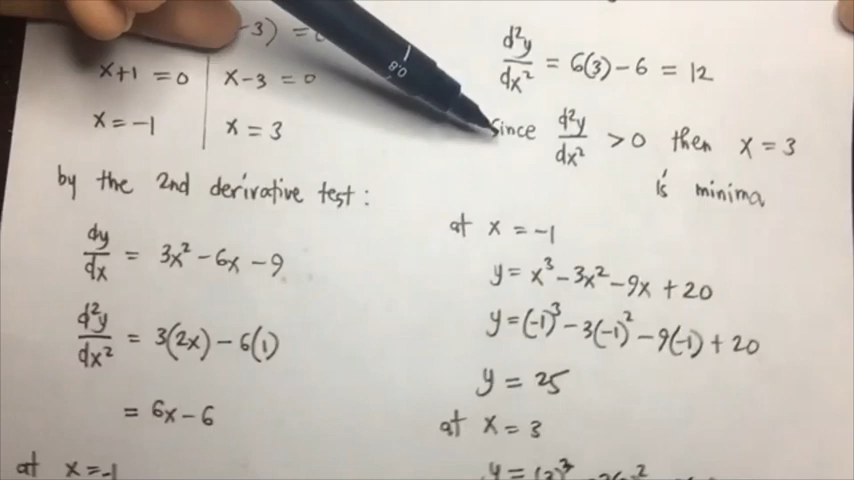 -3) =
x+1 = 0 | x-3 = 0
x = -1 | x = 3
by the 2nd derivative test:
dy/dx = 3x² - 6x - 9
d²y/dx² = 3(2x) - 6(1)
= 6x - 6
at x = -1
d²y/dx² = 6(3) - 6 = 12
Since d²y/dx² > 0 then x = 3
is minima
at x = -1
y = x³ - 3x² - 9x + 20
y = (-1)³ - 3(-1)² - 9(-1) + 20
y = 25
at x = 3
y = (3)³
0.8